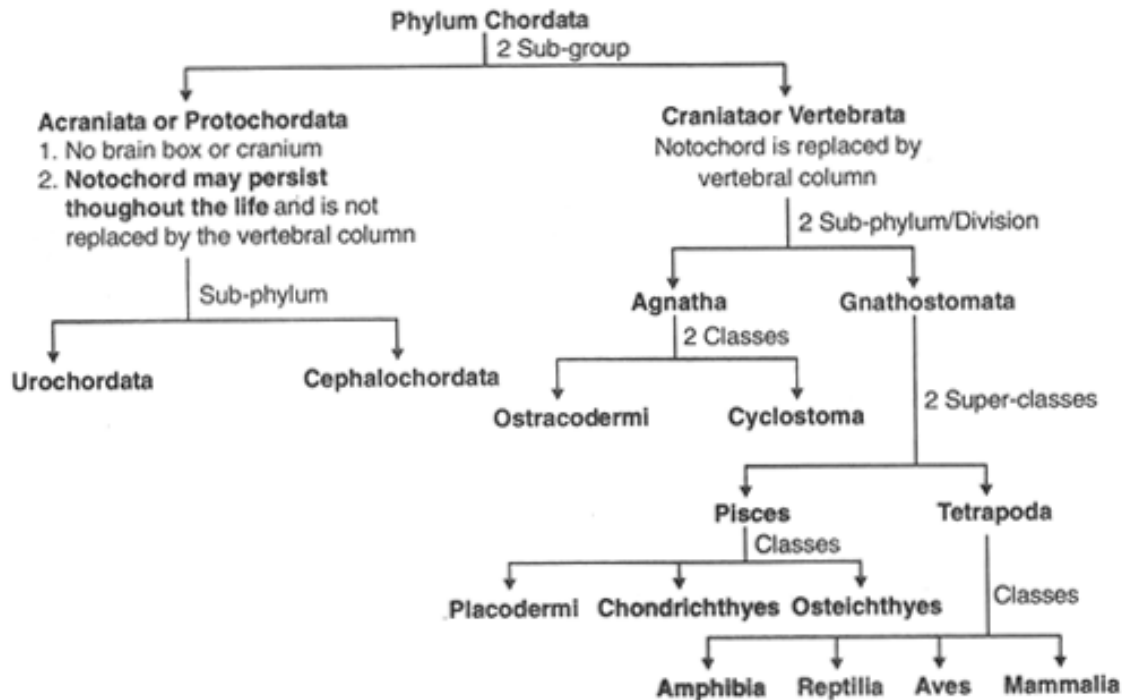 Phylum Chordata
2 Sub-group
Acraniata or Protochordata
1. No brain box or cranium
2. Notochord may persist
thoughout the life and is not
replaced by the vertebral column
Sub-phylum
Urochordata
Cephalochordata
Craniataor Vertebrata
Notochord is replaced by
vertebral column
2 Sub-phylum/Division
Agnatha
Gnathostomata
2 Classes
Ostracodermi
Cyclostoma
2 Super-classes
Pisces
Tetrapoda
Classes
Placodermi
Chondrichthyes
Osteichthyes
Classes
Amphibia
Reptilia
Aves
Mammalia